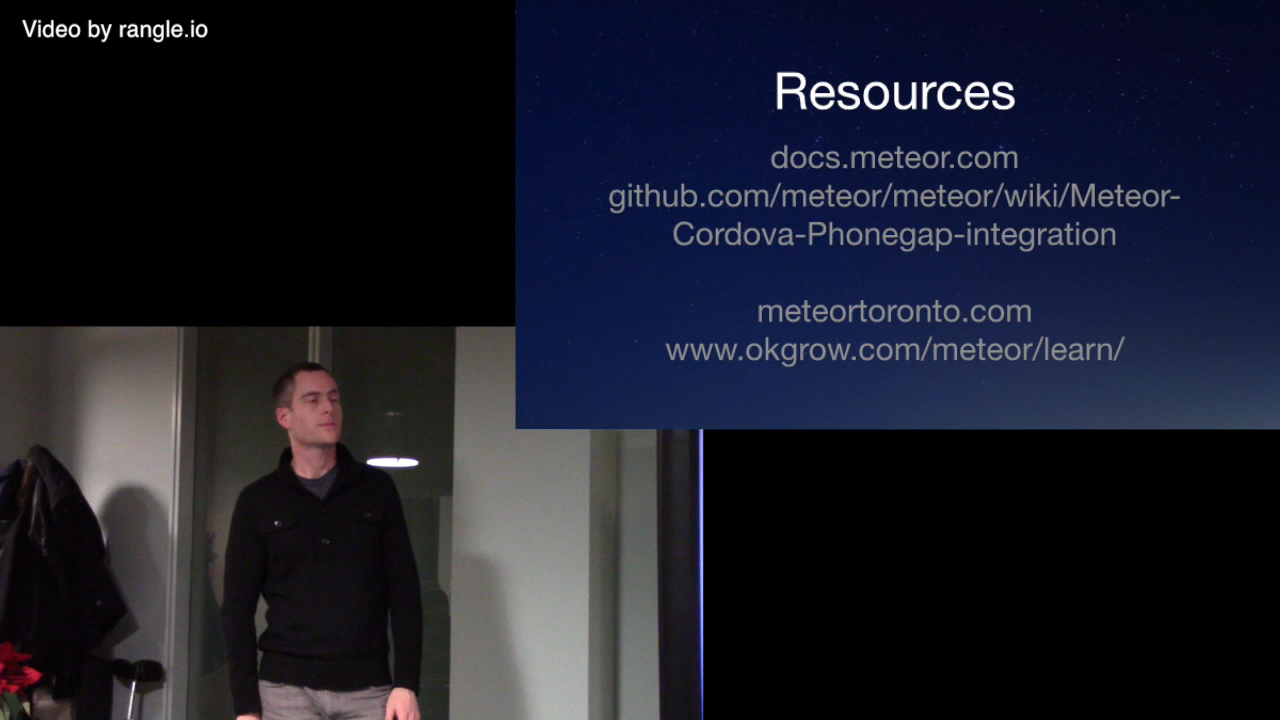 Video by rangle.io
Resources
docs.meteor.com
github.com/meteor/meteor/wiki/Meteor-
Cordova-Phonegap-integration
meteortoronto.com
www.okgrow.com/meteor/learn/